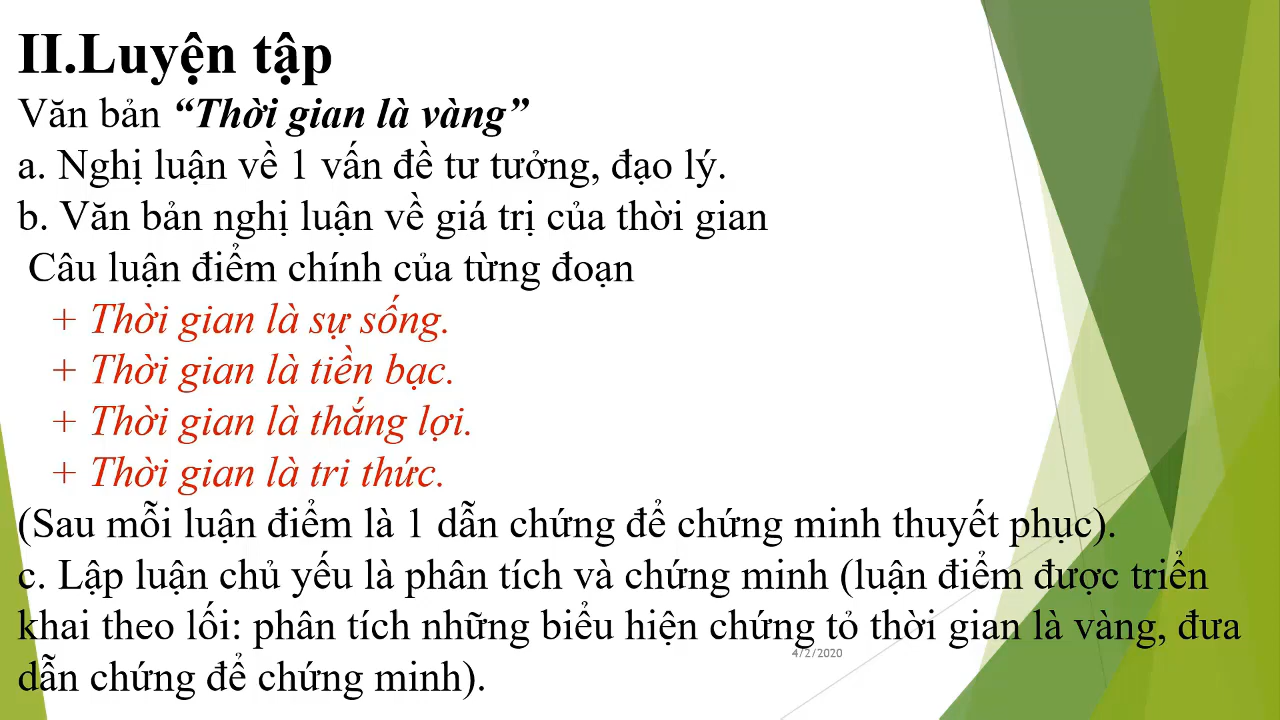 II.Luyện tập
Văn bản “Thời gian là vàng”
a. Nghị luận về 1 vấn đề tư tưởng, đạo lý.
b. Văn bản nghị luận về giá trị của thời gian
Câu luận điểm chính của từng đoạn
+ Thời gian là sự sống.
+ Thời gian là tiền bạc.
+ Thời gian là thắng lợi.
+ Thời gian là tri thức.
(Sau mỗi luận điểm là 1 dẫn chứng để chứng minh thuyết phục).
c. Lập luận chủ yếu là phân tích và chứng minh (luận điểm được triển
khai theo lối: phân tích những biểu hiện chứng tỏ thời gian là vàng, đưa
dẫn chứng để chứng minh).
4/2/2020